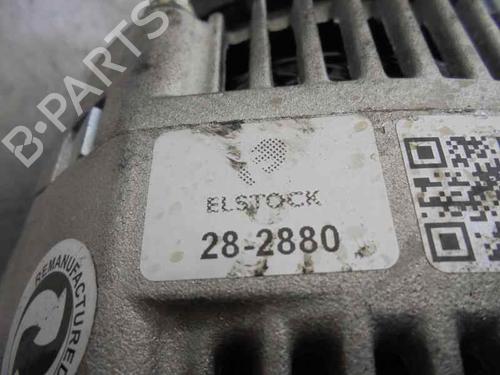 B-PARTS
ELSTOCK
28-2880
REMANUFACTURED